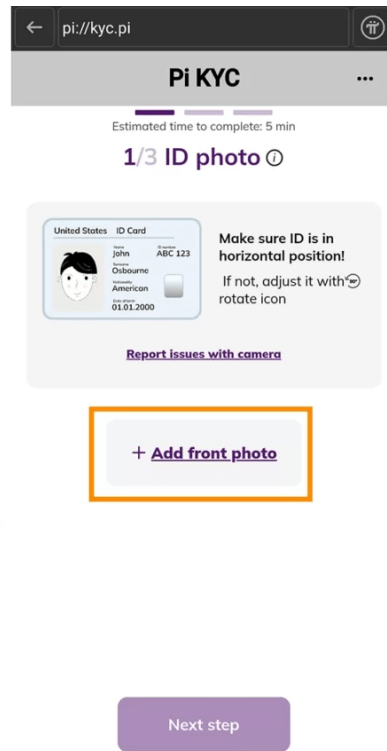 pi://kyc.pi
Pi KYC
Estimated time to complete: 5 min
1/3 ID photo
United States ID Card
Name
John
ID number
ABC 123
Surname
Osbourne
Nationality
American
Date of birth
01.01.2000
Make sure ID is in
horizontal position!
If not, adjust it with 90°
rotate icon
Report issues with camera
+ Add front photo
Next step